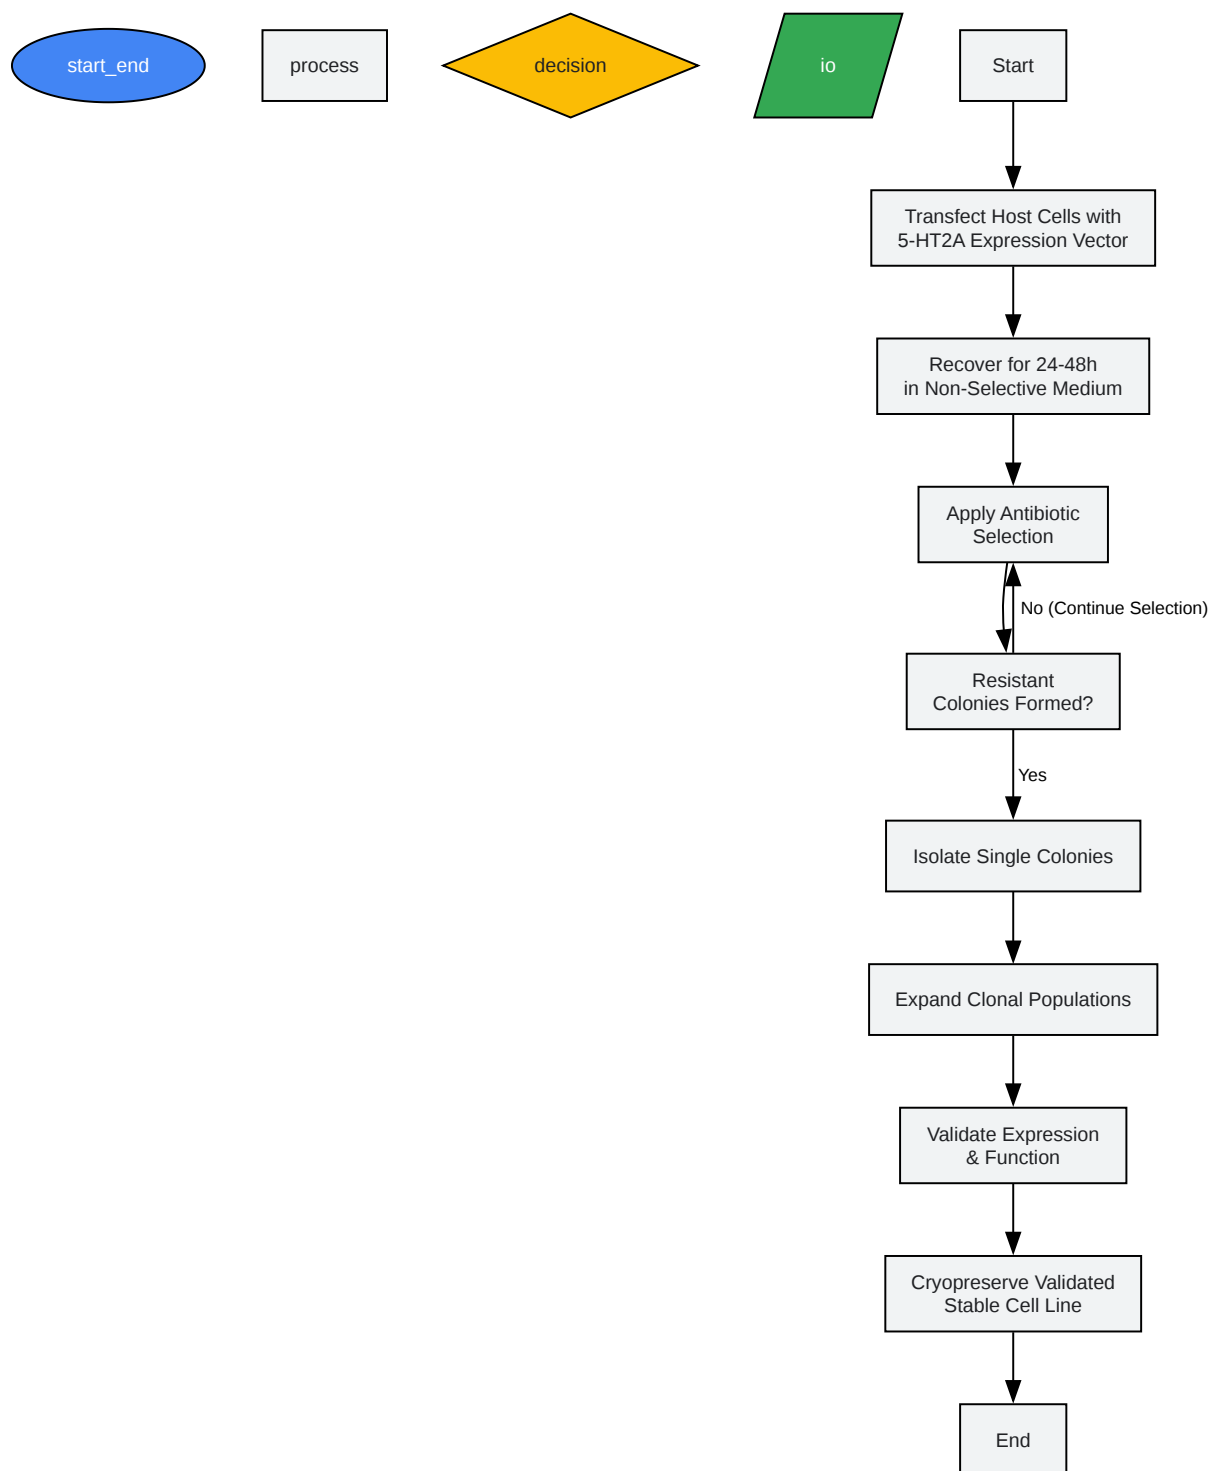 start_end
process
decision
io
Start
Transfect Host Cells with
5-HT2A Expression Vector
Recover for 24-48h
in Non-Selective Medium
Apply Antibiotic
Selection
No (Continue Selection)
Resistant
Colonies Formed?
Yes
Isolate Single Colonies
Expand Clonal Populations
Validate Expression
& Function
Cryopreserve Validated
Stable Cell Line
End